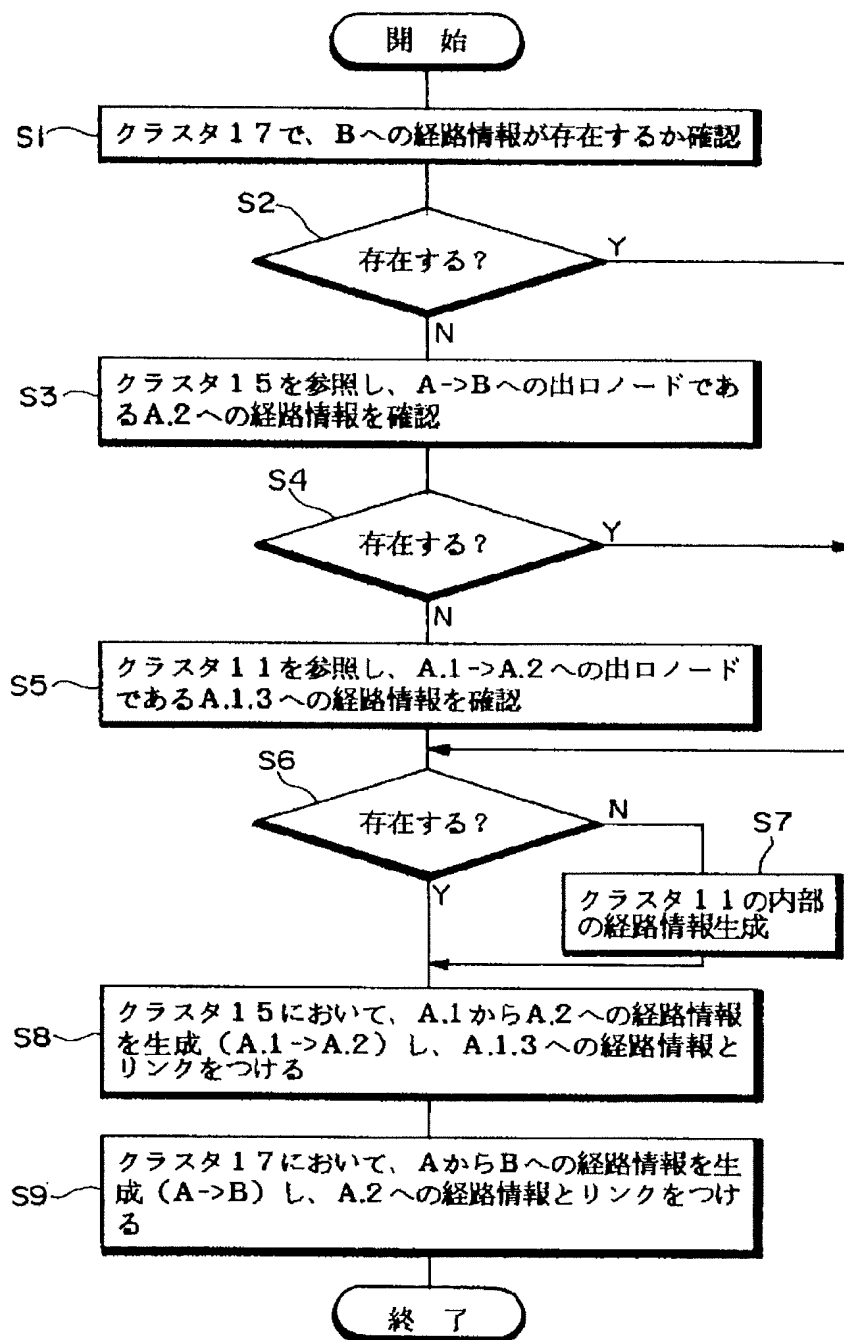 開 始
S1
クラスタ17で、Bへの経路情報が存在するか確認
S2
存在する?
Y
N
S3
クラスタ15を参照し、A->Bへの出口ノードであ
るA.2への経路情報を確認
S4
存在する?
Y
N
S5
クラスタ11を参照し、A.1->A.2への出口ノード
であるA.1.3への経路情報を確認
S6
存在する?
N
Y
S7
クラスタ11の内部
の経路情報生成
S8
クラスタ15において、A.1からA.2への経路情報
を生成(A.1->A.2)し、A.1.3への経路情報と
リンクをつける
S9
クラスタ17において、AからBへの経路情報を生
成(A->B)し、A.2への経路情報とリンクをつけ
る
終 了